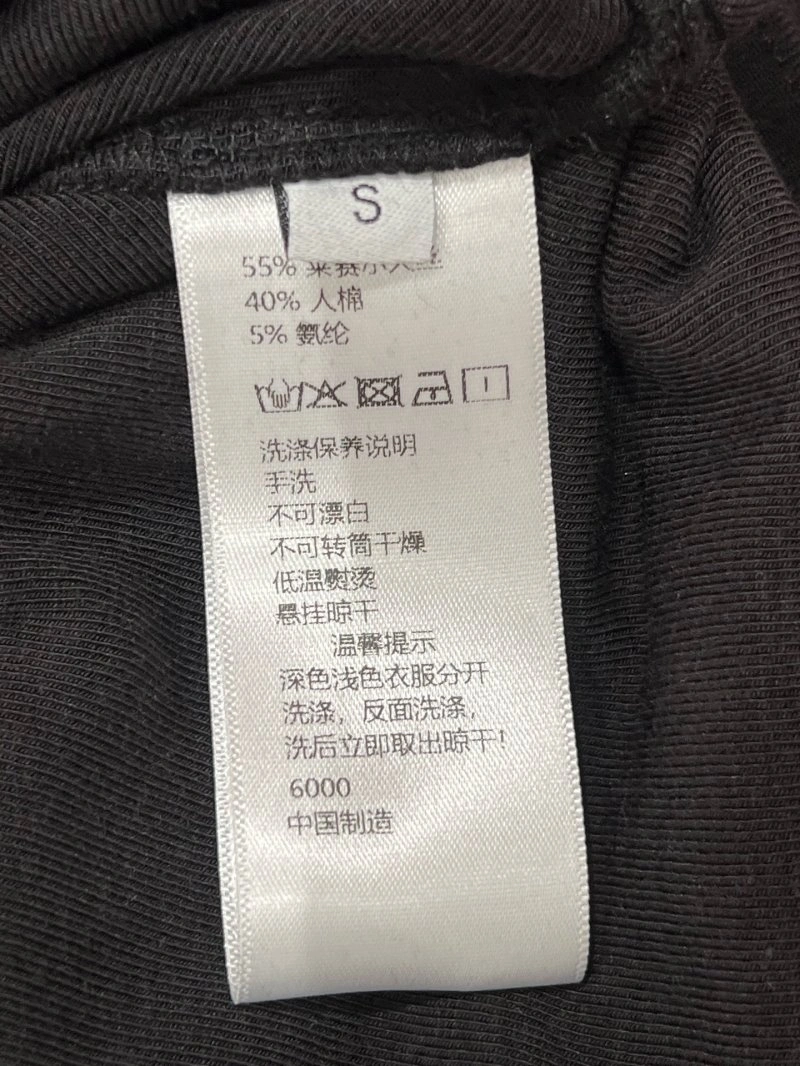 S
55%
40% 人棉
5% 氨纶
洗涤保养说明
手洗
不可漂白
不可转筒干燥
低温熨烫
悬挂晾干
温馨提示
深色浅色衣服分开
洗涤，反面洗涤，
洗后立即取出晾干！
6000
中国制造